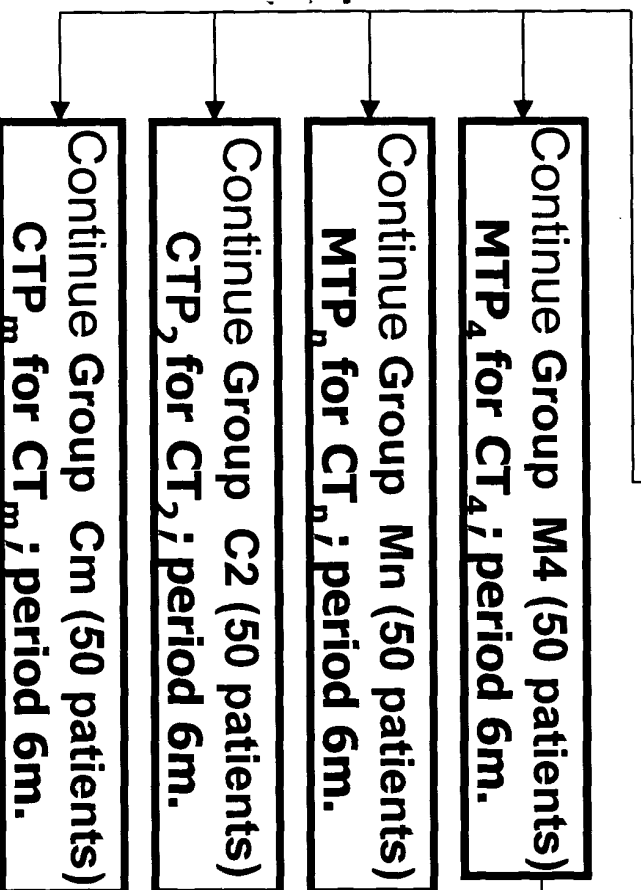 Continue Group M4 (50 patients)
MTP₄ for CT₄; period 6m.
Continue Group Mn (50 patients)
MTPₙ for CTₙ; period 6m.
Continue Group C2 (50 patients)
CTP₂ for CT₂; period 6m.
Continue Group Cm (50 patients)
CTPₘ for CTₘ; period 6m.